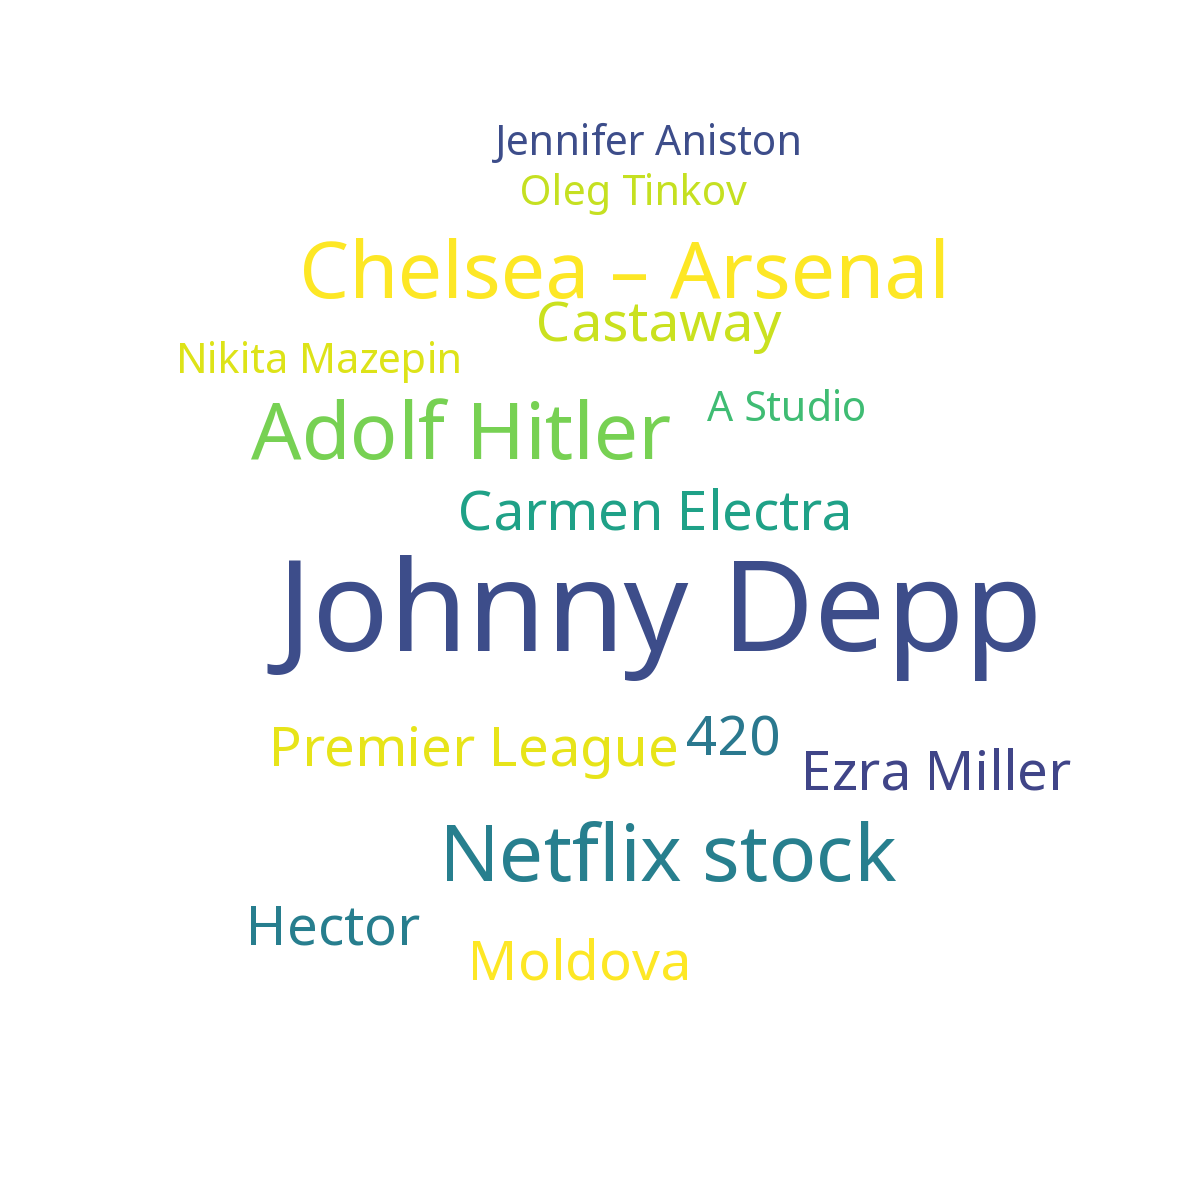 Jennifer Aniston
Oleg Tinkov
Chelsea – Arsenal
Castaway
Nikita Mazepin
A Studio
Adolf Hitler
Carmen Electra
Johnny Depp
420
Premier League
Ezra Miller
Netflix stock
Hector
Moldova